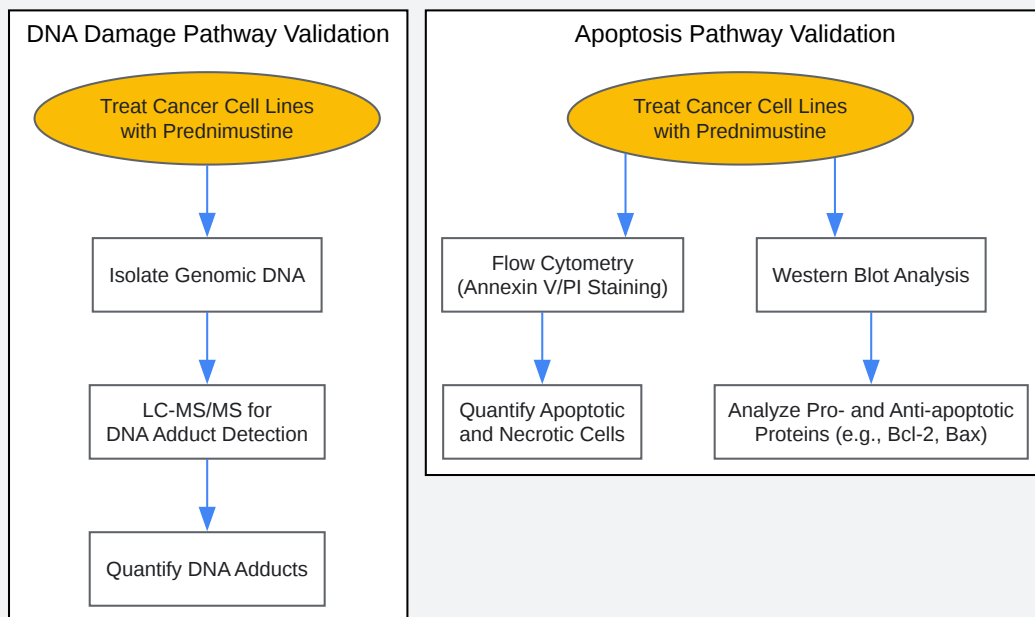 DNA Damage Pathway Validation
Treat Cancer Cell Lines
with Prednimustine
Isolate Genomic DNA
LC-MS/MS for
DNA Adduct Detection
Quantify DNA Adducts
Apoptosis Pathway Validation
Treat Cancer Cell Lines
with Prednimustine
Flow Cytometry
(Annexin V/PI Staining)
Quantify Apoptotic
and Necrotic Cells
Western Blot Analysis
Analyze Pro- and Anti-apoptotic
Proteins (e.g., Bcl-2, Bax)